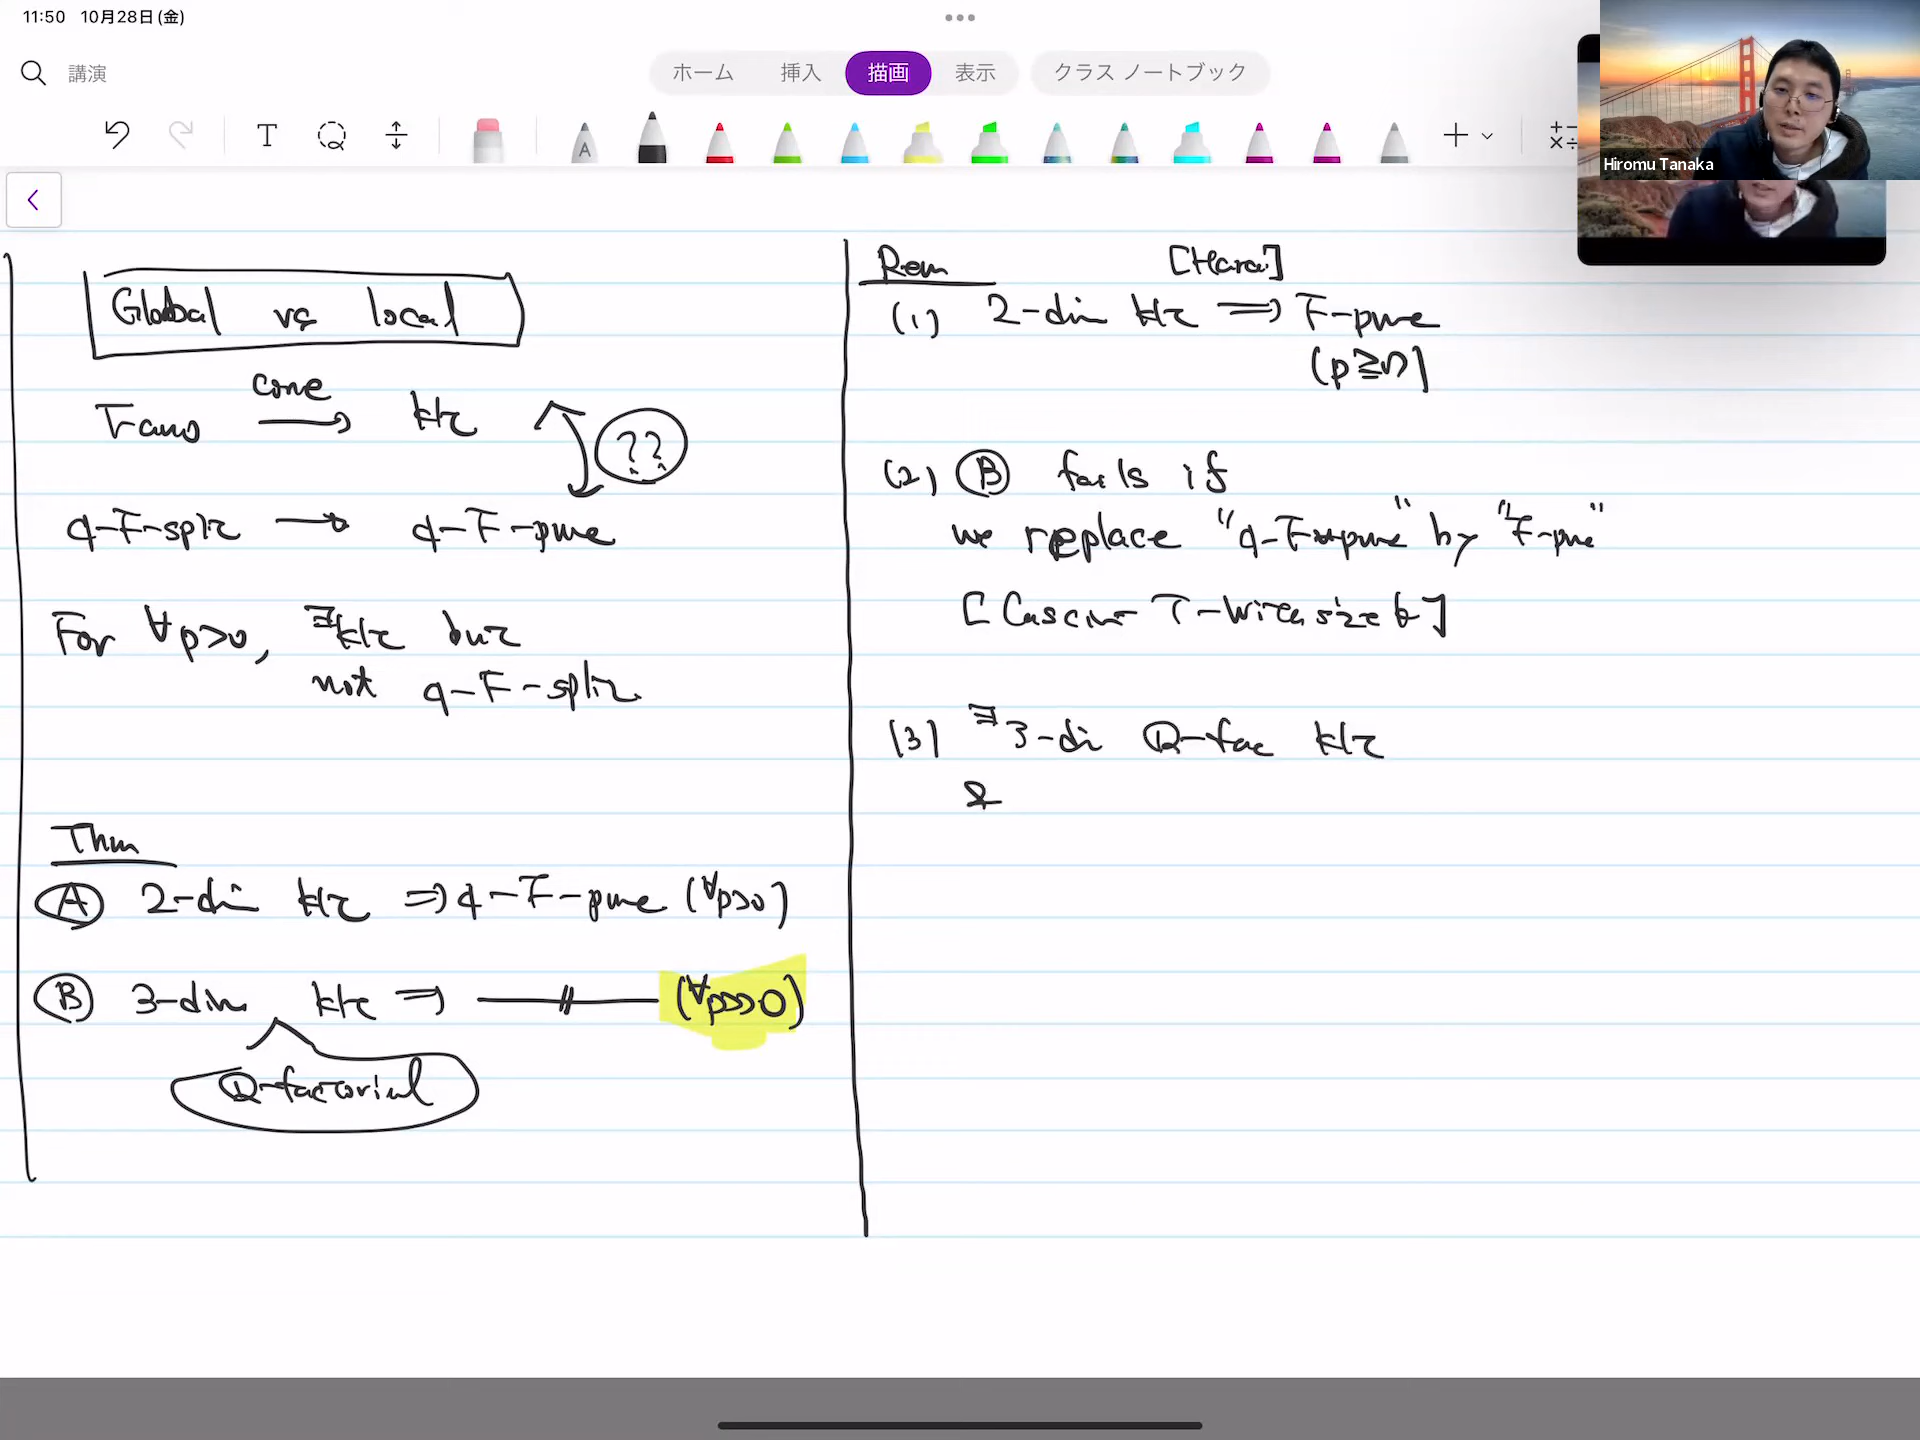 11:50 10月28日(金)
講演
ホーム 挿入 描画 表示 クラス ノートブック
T
A
Hiromu Tanaka
Global vs local
cone
Fano → klt
??
q-F-split → q-F-pure
For ∀p>0, ∃klt but
not q-F-split
Thm
Ⓐ 2-dim klt ⇒ q-F-pure (∀p>0)
Ⓑ 3-dim klt ⇒ —〃— (∀p>>0)
Q-factorial
Rem [Hara]
(1) 2-dim klt ⇒ F-pure
(2) Ⓑ fails if
we replace "q-F-pure" by "F-pure"
[Cascini-T-Witaszek]
(3) ∃3-dim Q-fac klt
&